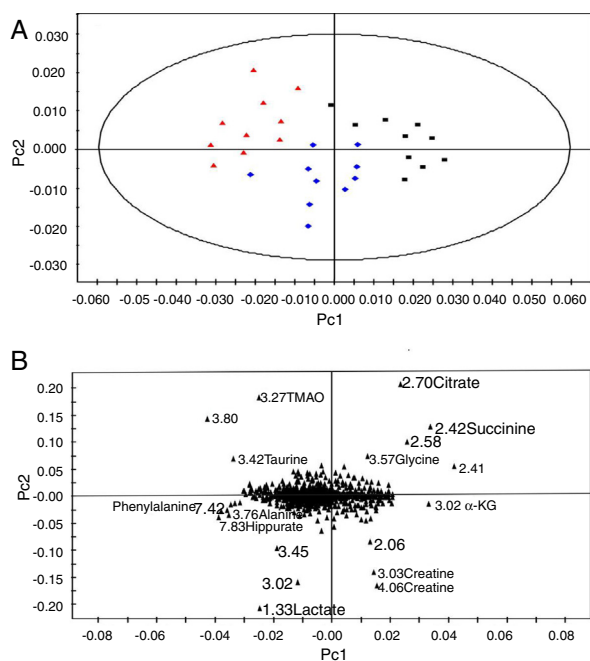 A
0.030
0.020
0.010
0.000
-0.010
-0.020
-0.030
Pc2
-0.060 -0.050 -0.040 -0.030 -0.020 -0.010 0.000 0.010 0.020 0.030 0.040 0.050 0.060
Pc1
B
0.20
0.15
0.10
0.05
-0.00
-0.05
-0.10
-0.15
-0.20
Pc2
2.70Citrate
3.27TMAO
3.80
2.42Succinine
2.58
3.42Taurine
3.57Glycine
2.41
Phenylalanine
7.42
3.76Alanine
3.02 α-KG
7.83Hippurate
3.45
2.06
3.02
3.03Creatine
4.06Creatine
1.33Lactate
-0.08 -0.06 -0.04 -0.02 -0.00 0.02 0.04 0.06 0.08
Pc1